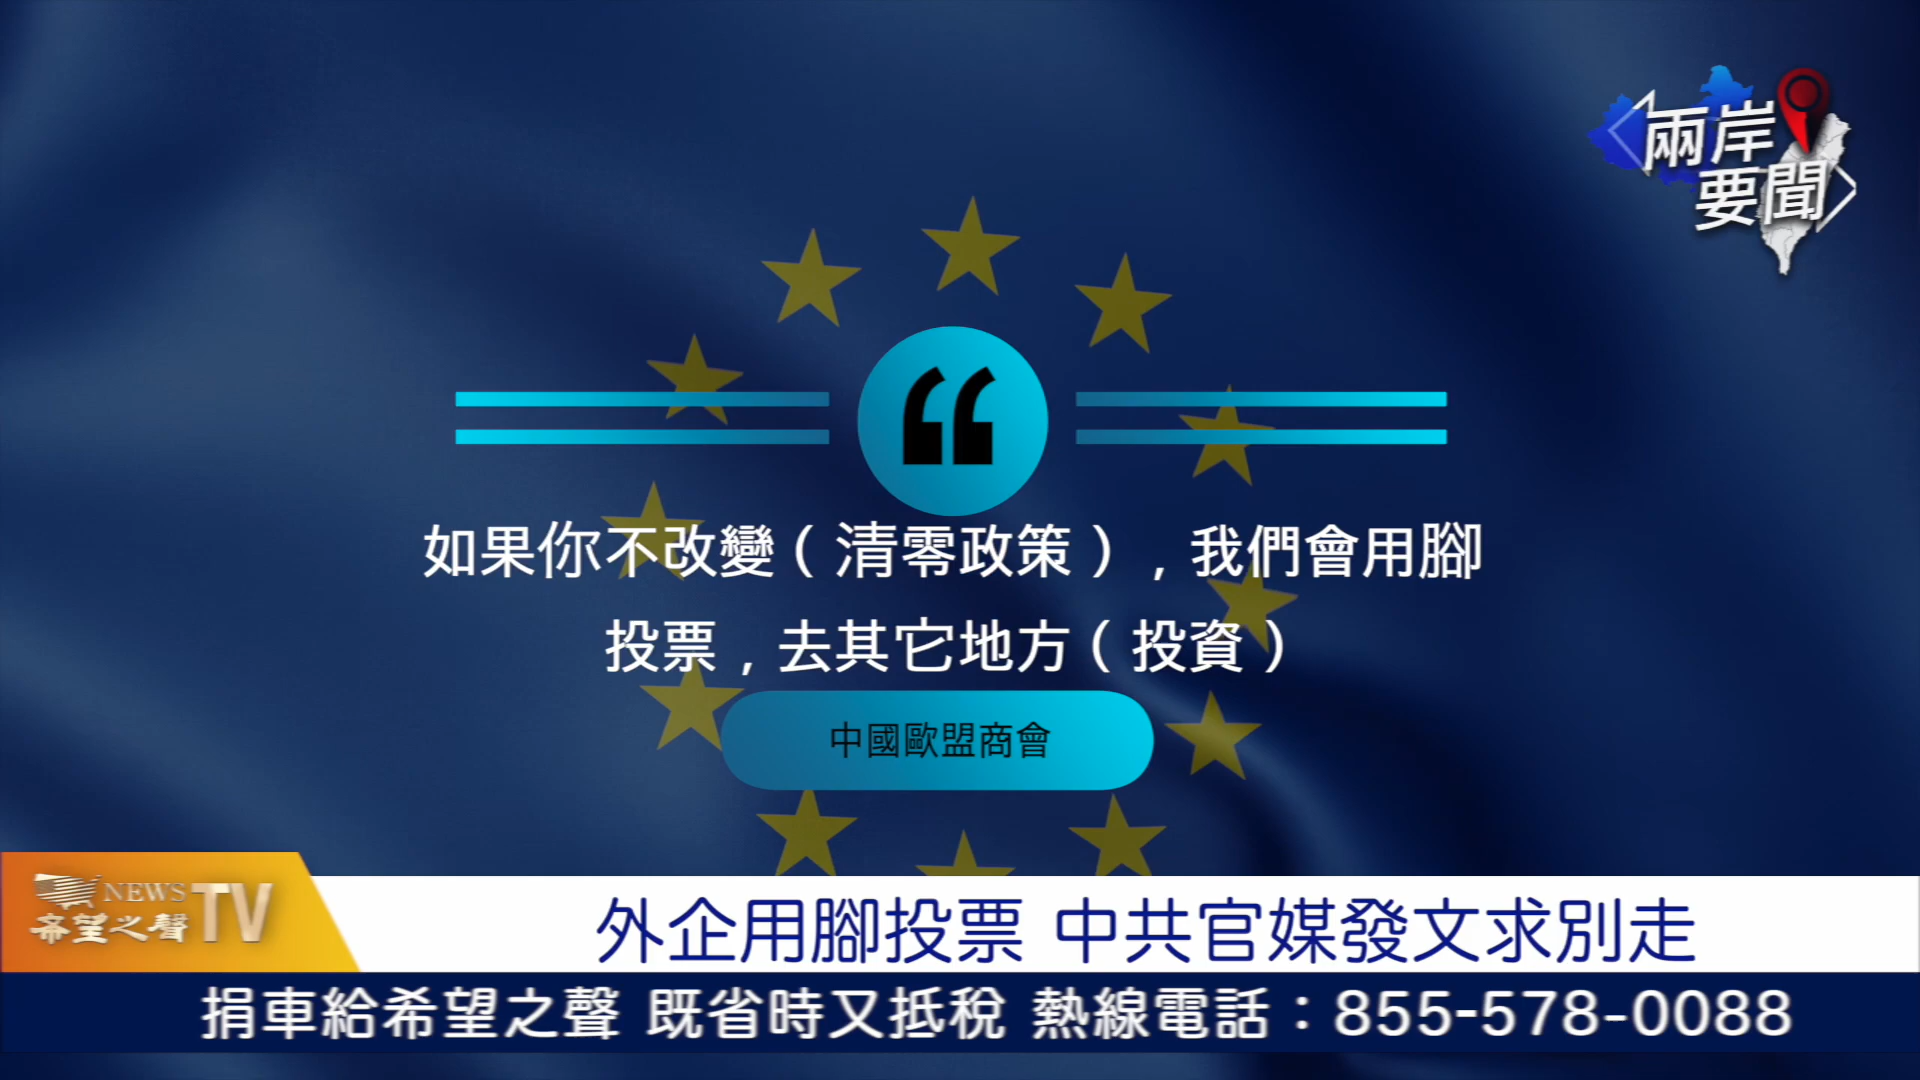 兩岸
要聞
如果你不改變（清零政策），我們會用腳
投票，去其它地方（投資）
中國歐盟商會
NEWS
希望之聲 TV
外企用腳投票 中共官媒發文求別走
捐車給希望之聲 既省時又抵稅 熱線電話：855-578-0088